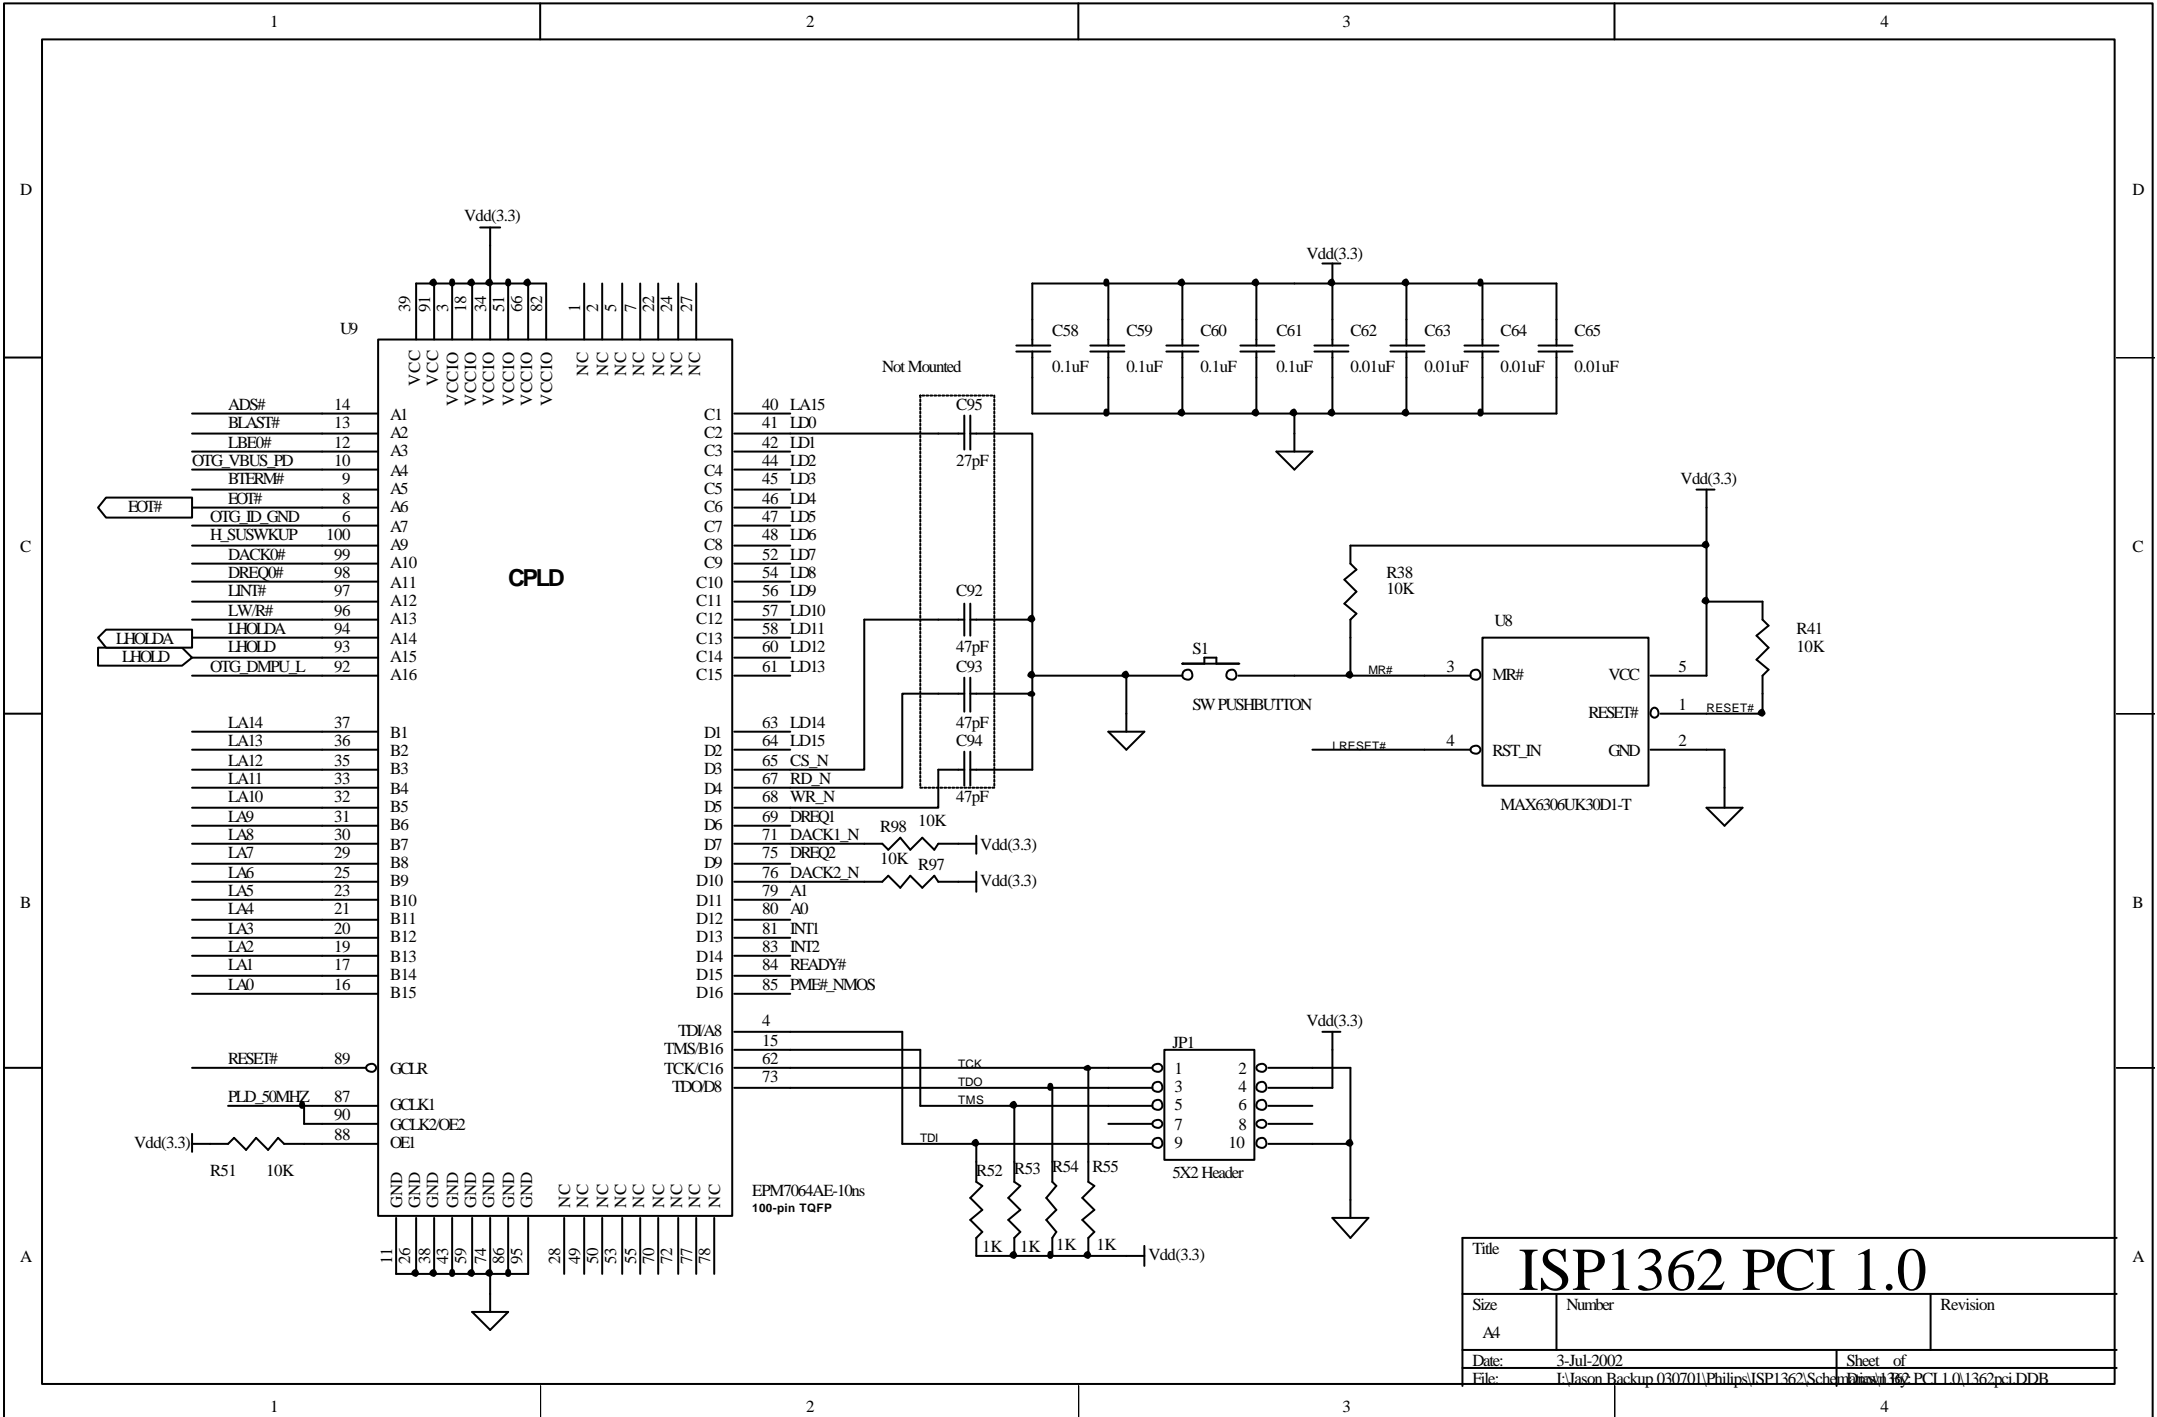 1 2 3 4
D D
C C
B B
A A
Vdd(3.3)
39 91 3 18 34 51 66 82 1 2 5 7 22 24 27
U9
VCC VCC VCCIO VCCIO VCCIO VCCIO VCCIO VCCIO NC NC NC NC NC NC NC
CPLD
ADS# 14 A1
BLAST# 13 A2
LBE0# 12 A3
OTG_VBUS_PD 10 A4
BTERM# 9 A5
EOT# EOT# 8 A6
OTG_ID_GND 6 A7
H_SUSWKUP 100 A9
DACK0# 99 A10
DREQ0# 98 A11
LINT# 97 A12
LW/R# 96 A13
LHOLDA LHOLDA 94 A14
LHOLD LHOLD 93 A15
OTG_DMPU_L 92 A16
LA14 37 B1
LA13 36 B2
LA12 35 B3
LA11 33 B4
LA10 32 B5
LA9 31 B6
LA8 30 B7
LA7 29 B8
LA6 25 B9
LA5 23 B10
LA4 21 B11
LA3 20 B12
LA2 19 B13
LA1 17 B14
LA0 16 B15
RESET# 89 GCLR
PLD_50MHZ 87 GCLK1
90 GCLK2/OE2
Vdd(3.3) 88 OE1
R51 10K
GND GND GND GND GND GND GND GND NC NC NC NC NC NC NC NC NC
11 26 38 43 59 74 86 95 28 49 50 53 55 70 72 77 78
C1 40 LA15
C2 41 LD0
C3 42 LD1
C4 44 LD2
C5 45 LD3
C6 46 LD4
C7 47 LD5
C8 48 LD6
C9 52 LD7
C10 54 LD8
C11 56 LD9
C12 57 LD10
C13 58 LD11
C14 60 LD12
C15 61 LD13
D1 63 LD14
D2 64 LD15
D3 65 CS_N
D4 67 RD_N
D5 68 WR_N
D6 69 DREQ1
D7 71 DACK1_N
D9 75 DREQ2
D10 76 DACK2_N
D11 79 A1
D12 80 A0
D13 81 INT1
D14 83 INT2
D15 84 READY#
D16 85 PME#_NMOS
TDI/A8 4
TMS/B16 15
TCK/C16 62
TDO/D8 73
EPM7064AE-10ns
100-pin TQFP
Not Mounted
C95
27pF
C92
47pF
C93
47pF
C94
47pF
R98 10K
Vdd(3.3)
10K R97
Vdd(3.3)
Vdd(3.3)
C58 C59 C60 C61 C62 C63 C64 C65
0.1uF 0.1uF 0.1uF 0.1uF 0.01uF 0.01uF 0.01uF 0.01uF
Vdd(3.3)
R38
10K
U8
R41
10K
S1
SW PUSHBUTTON
MR# 3 MR#
VCC 5
RESET# 1 RESET#
LRESET# 4 RST_IN
GND 2
MAX6306UK30D1-T
Vdd(3.3)
JP1
TCK 1 2
TDO 3 4
TMS 5 6
7 8
TDI 9 10
5X2 Header
R52 R53 R54 R55
1K 1K 1K 1K
Vdd(3.3)
Title
ISP1362 PCI 1.0
Size Number Revision
A4
Date: 3-Jul-2002 Sheet of
File: I:\Jason Backup 030701\Philips\ISP1362\Schematics\1362 PCI 1.0\1362pci.DDB
Drawn By:
1 2 3 4